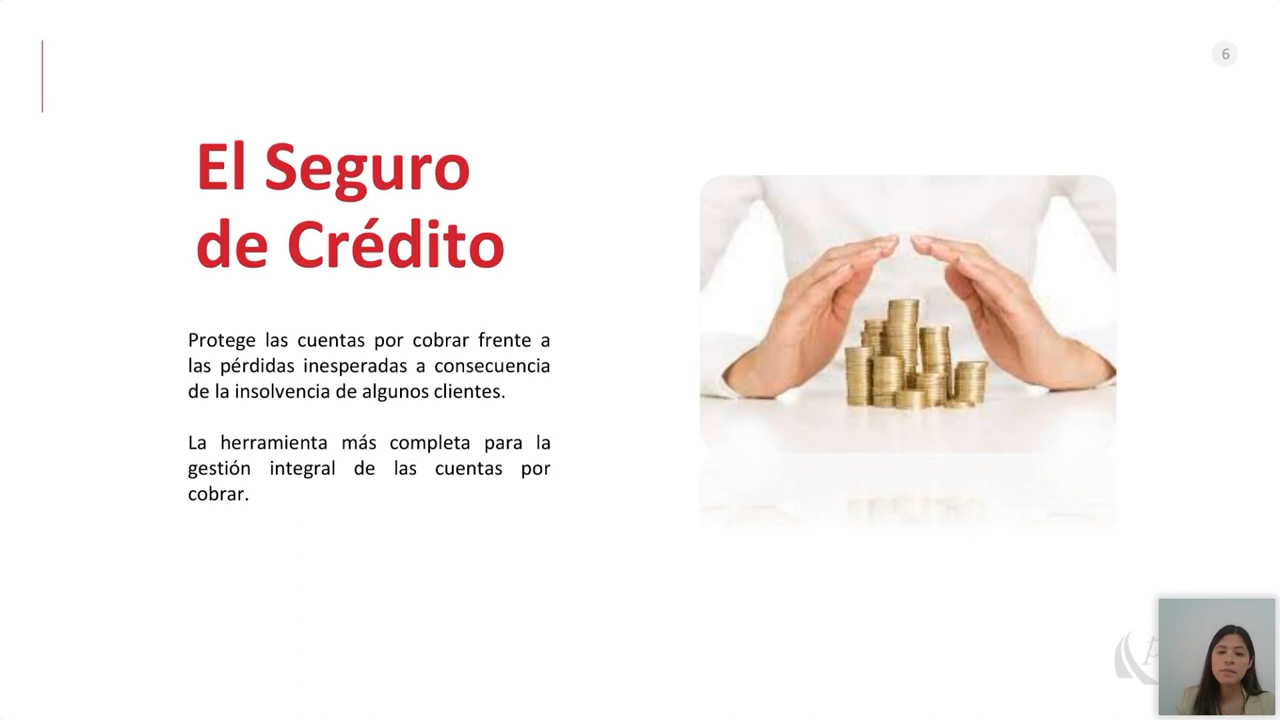 6
El Seguro
de Crédito
Protege las cuentas por cobrar frente a
las pérdidas inesperadas a consecuencia
de la insolvencia de algunos clientes.
La herramienta más completa para la
gestión integral de las cuentas por
cobrar.